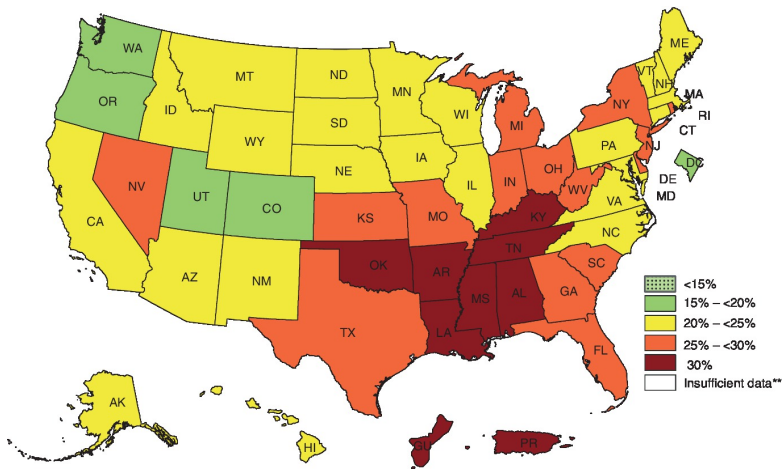 WA
ME
MT
ND
VT
OR
MN
NH
MA
ID
WI
NY
RI
SD
MI
CT
WY
PA
NJ
DC
IA
NE
OH
DE
NV
IL
IN
MD
UT
WV
CO
VA
CA
KS
MO
KY
NC
TN
AZ
NM
OK
AR
SC
MS
AL
GA
TX
LA
FL
AK
HI
GU
PR
<15%
15% – <20%
20% – <25%
25% – <30%
30%
Insufficient data**